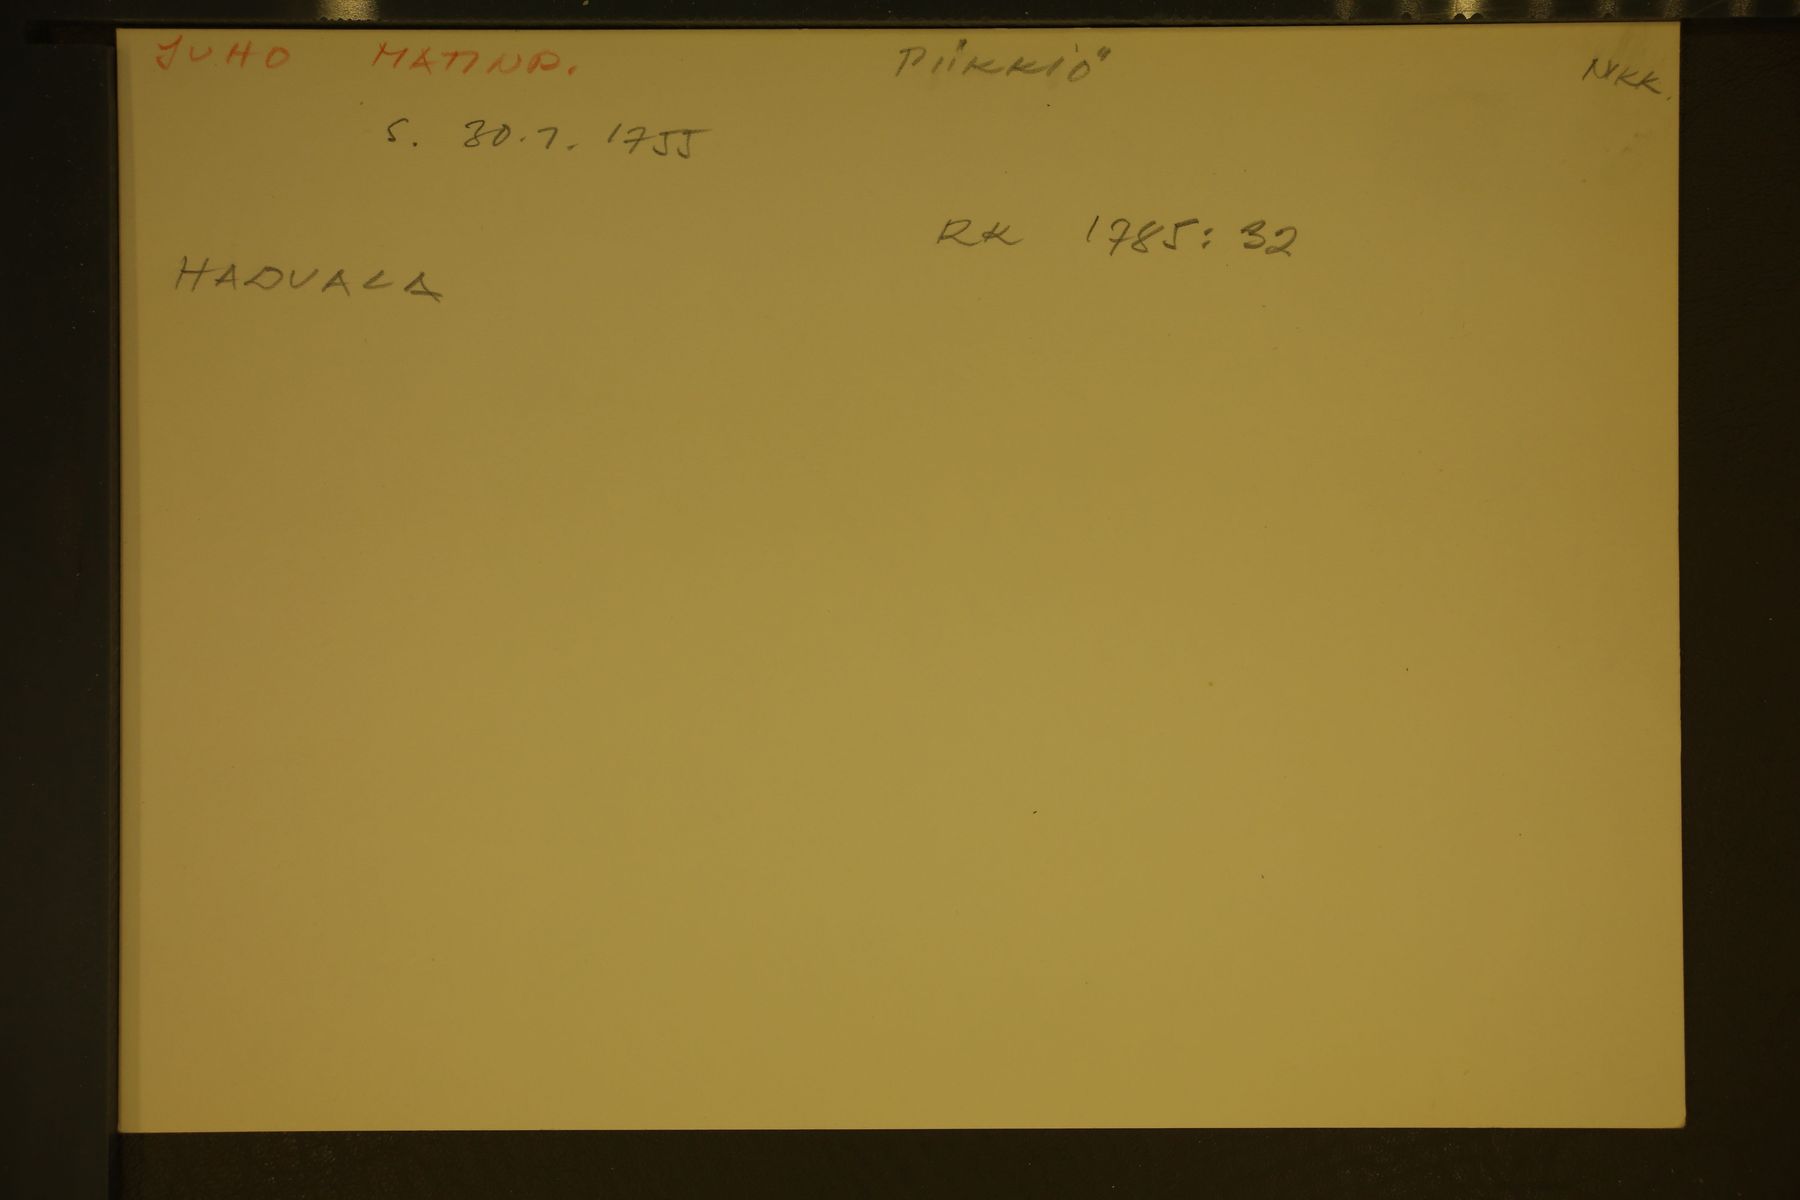 JUHO MATINP. PIIKKIÖ NKK.
S. 30.7. 1755
RK 1785: 32
HADVALA